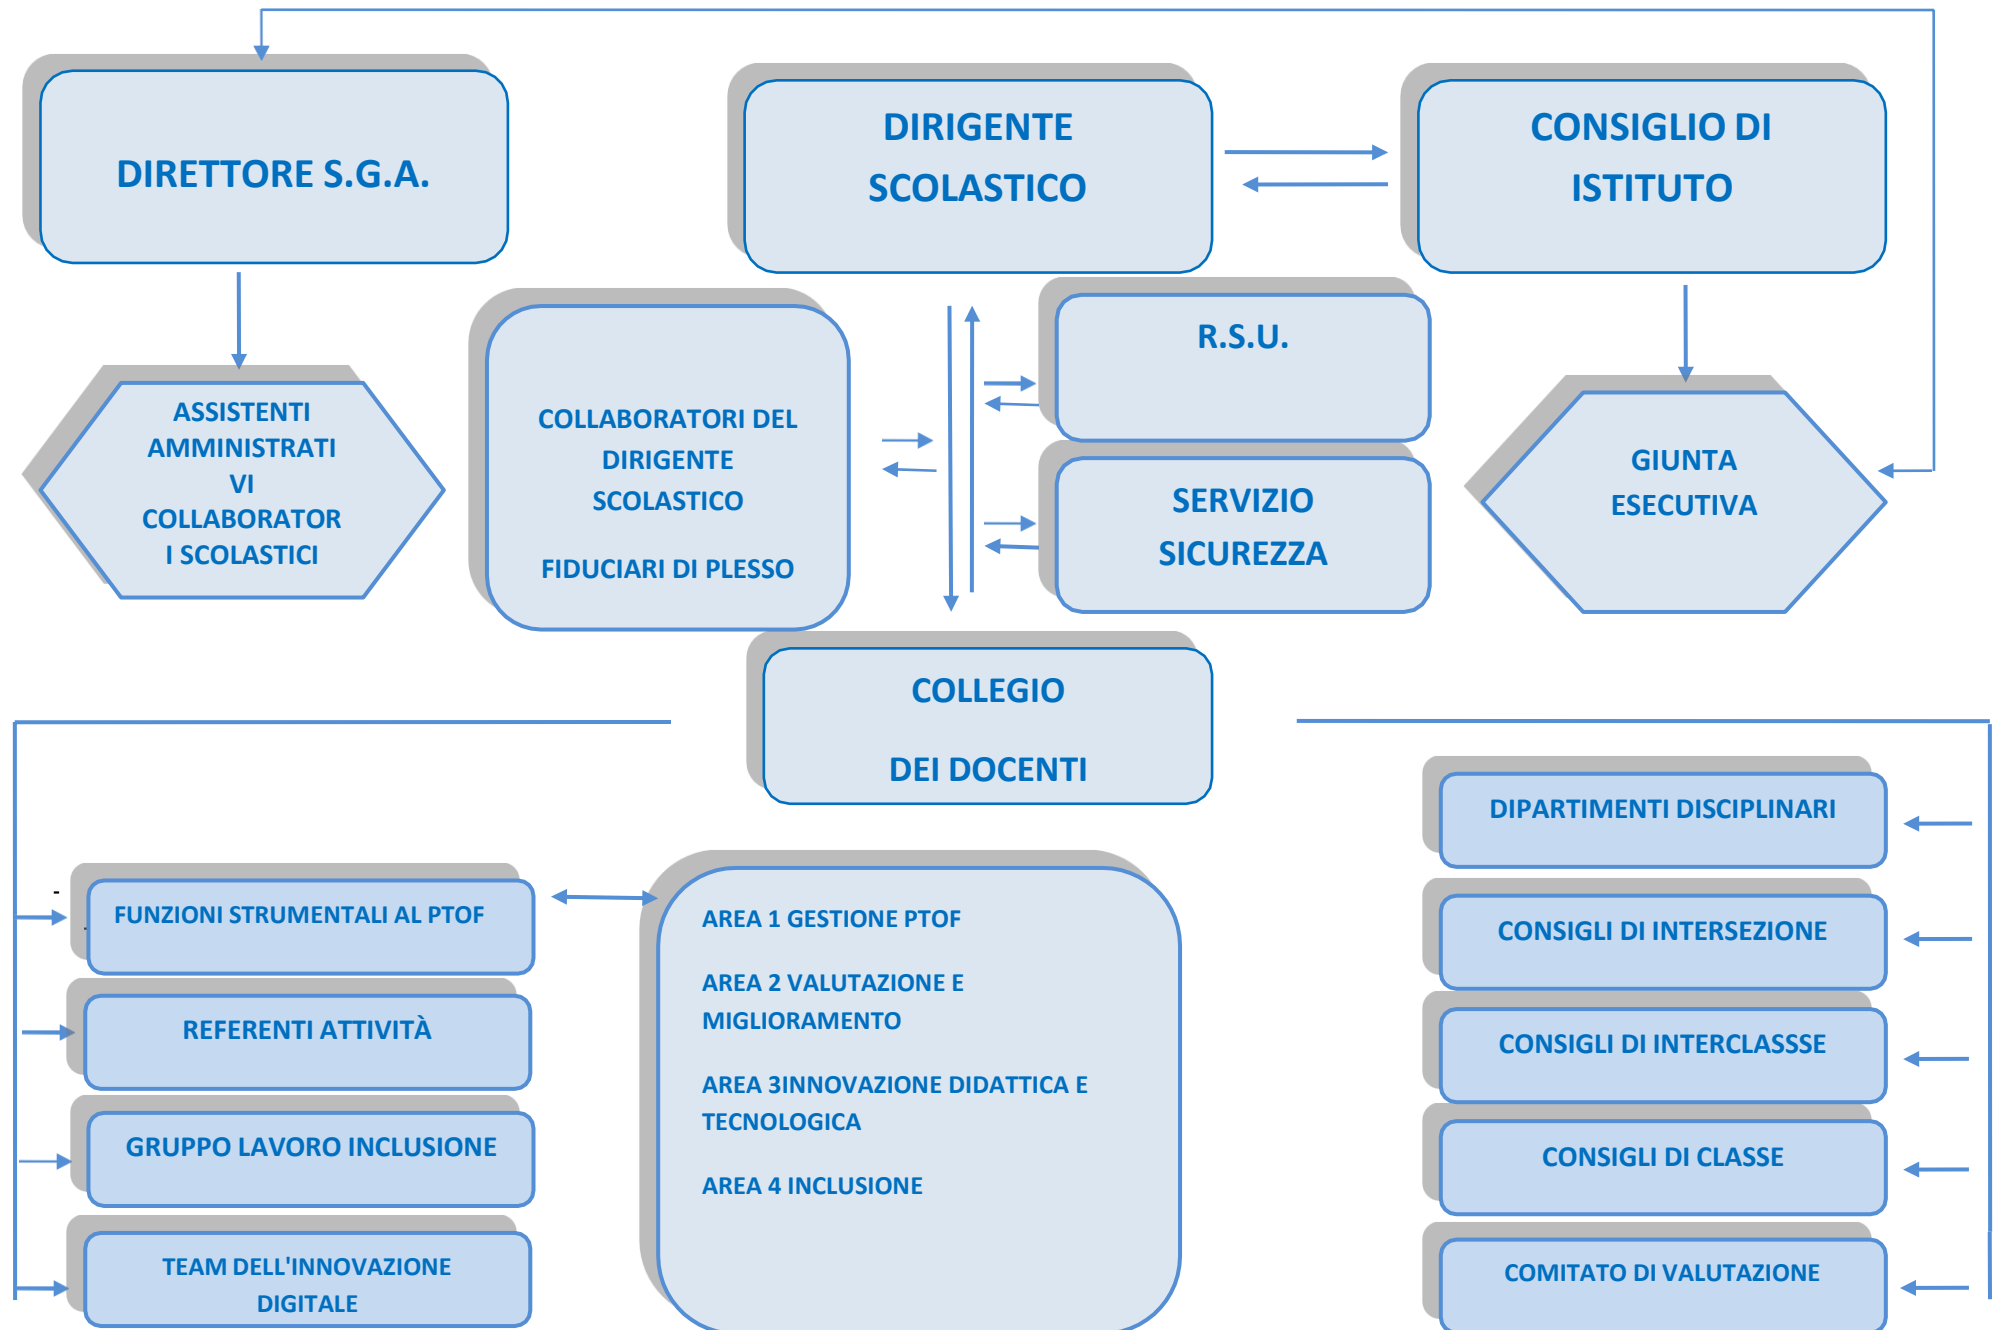 DIRETTORE S.G.A.
DIRIGENTE
SCOLASTICO
CONSIGLIO DI
ISTITUTO
ASSISTENTI
AMMINISTRATI
VI
COLLABORATOR
I SCOLASTICI
COLLABORATORI DEL
DIRIGENTE
SCOLASTICO
FIDUCIARI DI PLESSO
R.S.U.
SERVIZIO
SICUREZZA
GIUNTA
ESECUTIVA
COLLEGIO
DEI DOCENTI
-
FUNZIONI STRUMENTALI AL PTOF
REFERENTI ATTIVITÀ
GRUPPO LAVORO INCLUSIONE
TEAM DELL'INNOVAZIONE
DIGITALE
AREA 1 GESTIONE PTOF
AREA 2 VALUTAZIONE E
MIGLIORAMENTO
AREA 3INNOVAZIONE DIDATTICA E
TECNOLOGICA
AREA 4 INCLUSIONE
DIPARTIMENTI DISCIPLINARI
CONSIGLI DI INTERSEZIONE
CONSIGLI DI INTERCLASSSE
CONSIGLI DI CLASSE
COMITATO DI VALUTAZIONE